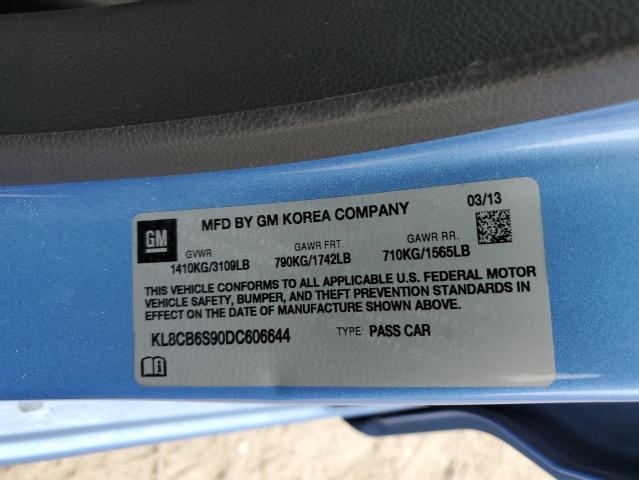 GM
MFD BY GM KOREA COMPANY
03/13
GVWR
GAWR FRT.
GAWR RR.
1410KG/3109LB
790KG/1742LB
710KG/1565LB
THIS VEHICLE CONFORMS TO ALL APPLICABLE U.S. FEDERAL MOTOR
VEHICLE SAFETY, BUMPER, AND THEFT PREVENTION STANDARDS IN
EFFECT ON THE DATE OF MANUFACTURE SHOWN ABOVE.
KL8CB6S90DC606644
TYPE: PASS CAR